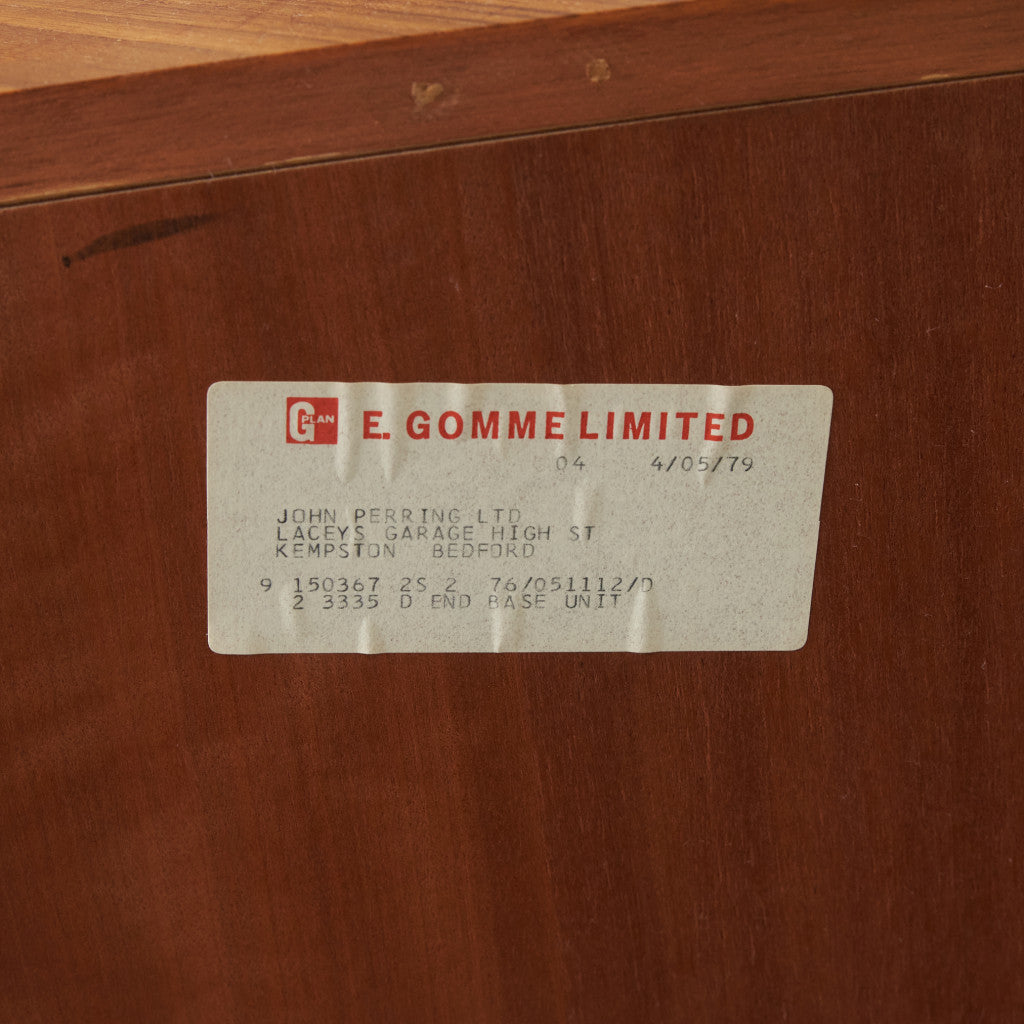 G PLAN E. GOMME LIMITED
04 4/05/79
JOHN PERRING LTD
LACEYS GARAGE HIGH ST
KEMPSTON BEDFORD
9 150367 2S 2 76/051112/D
2 3335 D END BASE UNIT